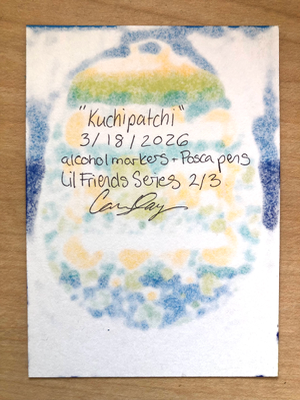 "Kuchipatchi"
3/18/2026
alcohol markers + Posca pens
Lil Friends Series 2/3